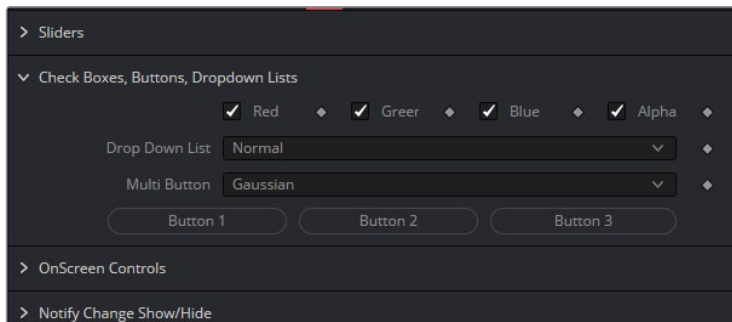 Sliders
Check Boxes, Buttons, Dropdown Lists
Red Greer Blue Alpha
Drop Down List Normal
Multi Button Gaussian
Button 1 Button 2 Button 3
OnScreen Controls
Notify Change Show/Hide